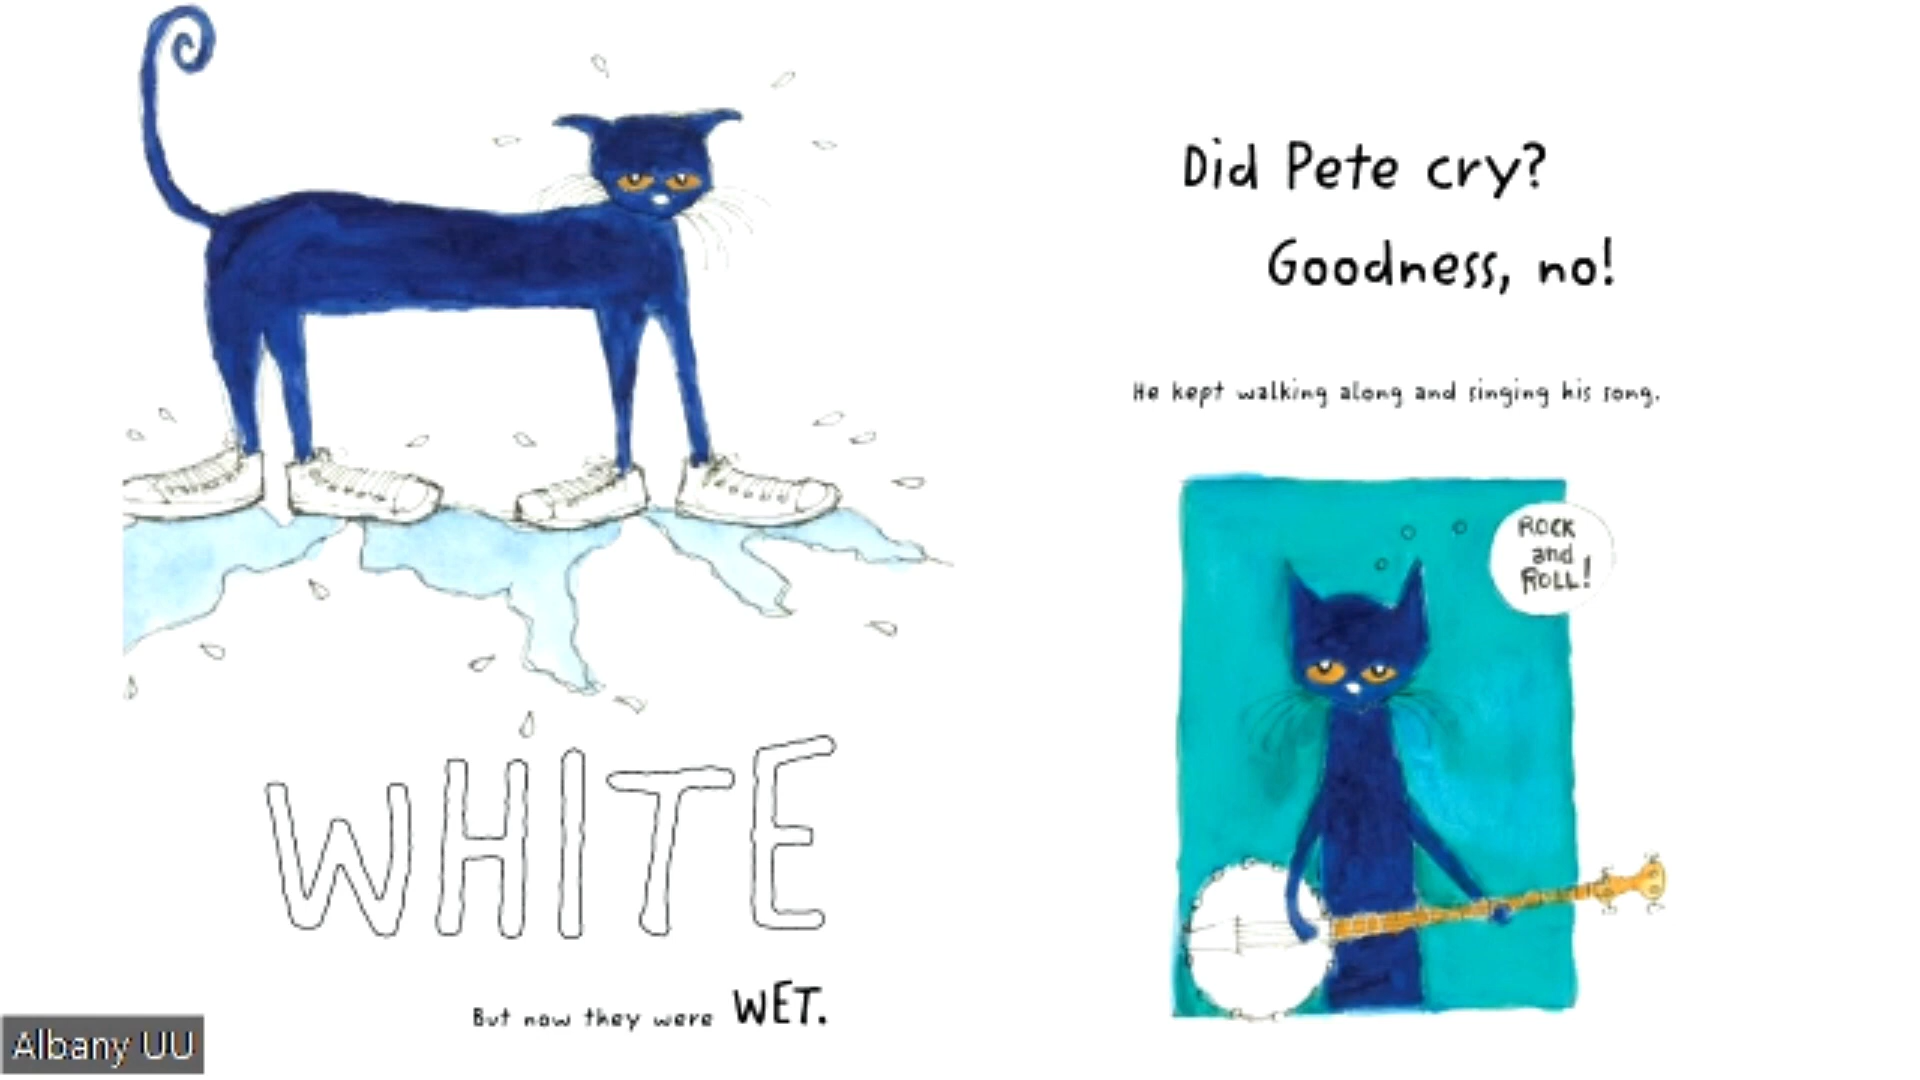 WHITE
But now they were WET.
Did Pete cry?
Goodness, no!
He kept walking along and singing his song.
ROCK
and
ROLL!
Albany UU